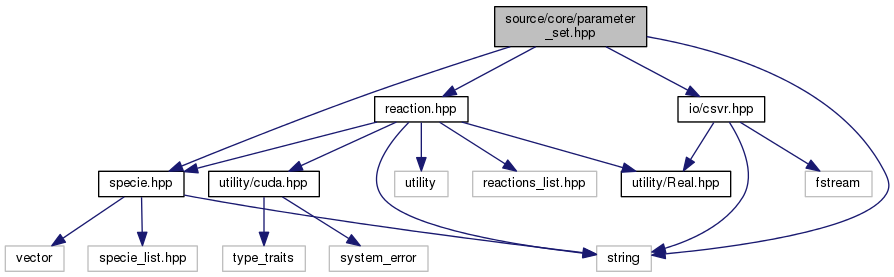 source/core/parameter
_set.hpp
reaction.hpp
io/csvr.hpp
specie.hpp
utility/cuda.hpp
utility
reactions_list.hpp
utility/Real.hpp
fstream
vector
specie_list.hpp
type_traits
system_error
string